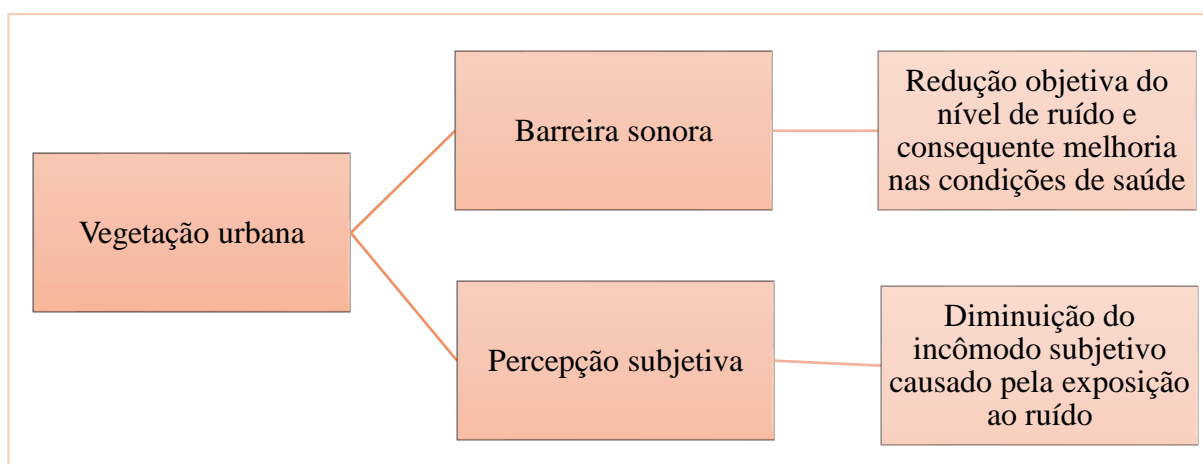 Vegetação urbana
Barreira sonora
Redução objetiva do
nível de ruído e
consequente melhoria
nas condições de saúde
Percepção subjetiva
Diminuição do
incômodo subjetivo
causado pela exposição
ao ruído